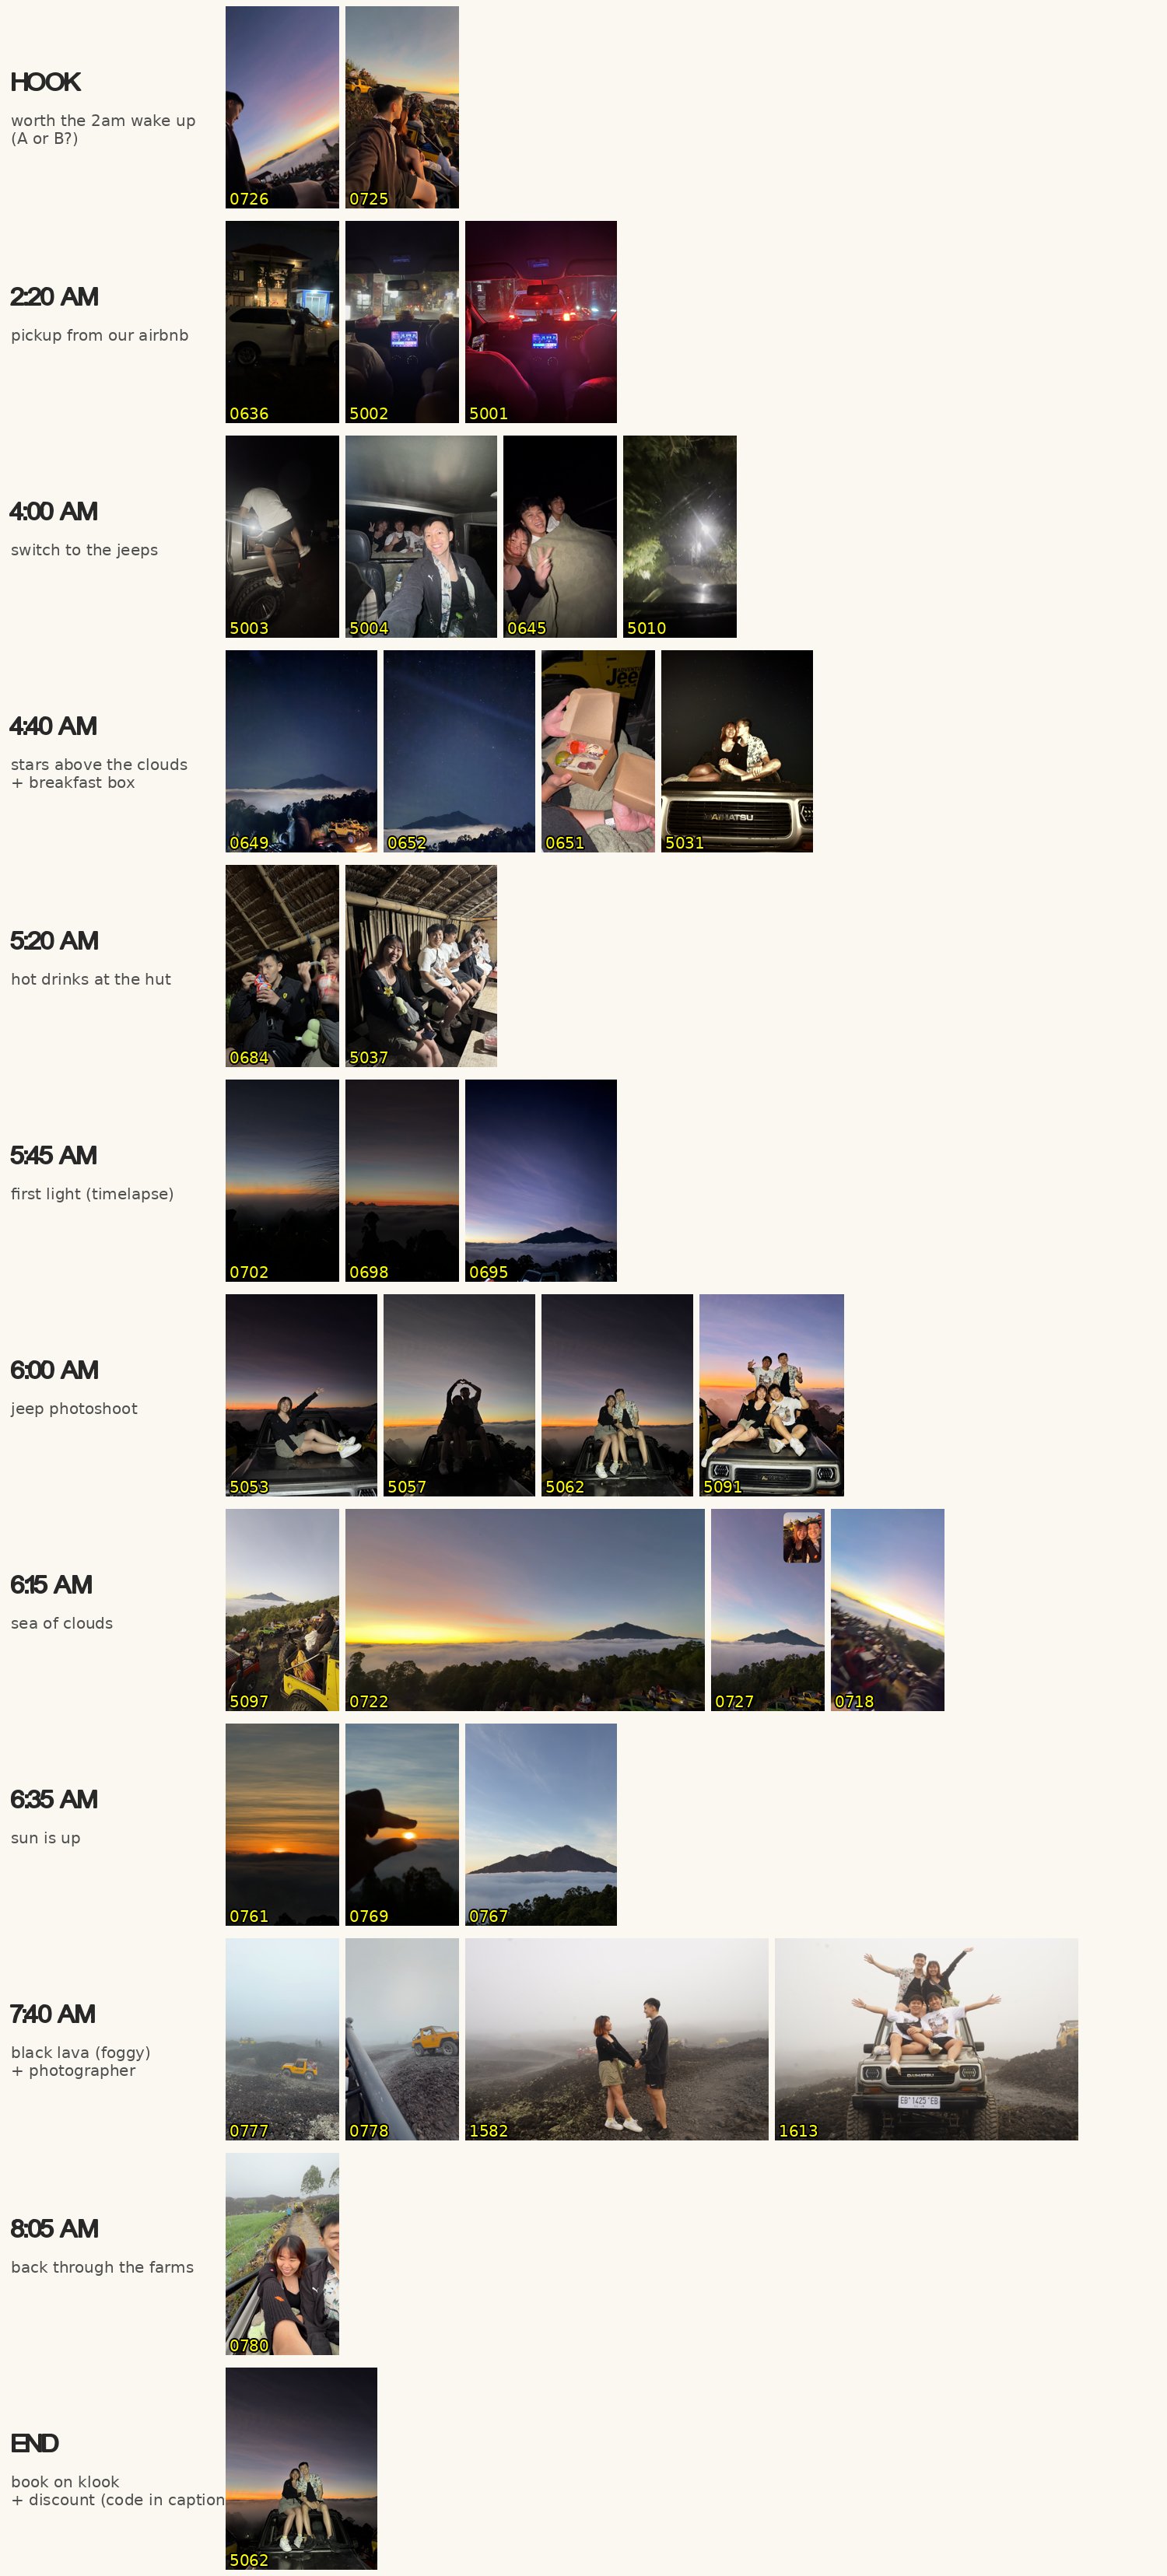 HOOK
worth the 2am wake up
(A or B?)
0726
0725
2:20 AM
pickup from our airbnb
0636
5002
5001
4:00 AM
switch to the jeeps
5003
5004
0645
5010
4:40 AM
stars above the clouds
+ breakfast box
0649
0652
Jee
0651
DAIHATSU
5031
5:20 AM
hot drinks at the hut
0684
5037
5:45 AM
first light (timelapse)
0702
0698
0695
6:00 AM
jeep photoshoot
5053
5057
5062
5091
6:15 AM
sea of clouds
5097
0722
0727
0718
6:35 AM
sun is up
0761
0769
0767
7:40 AM
black lava (foggy)
+ photographer
0777
0778
1582
DAIHATSU
1613
8:05 AM
back through the farms
0780
END
book on klook
+ discount (code in caption
5062